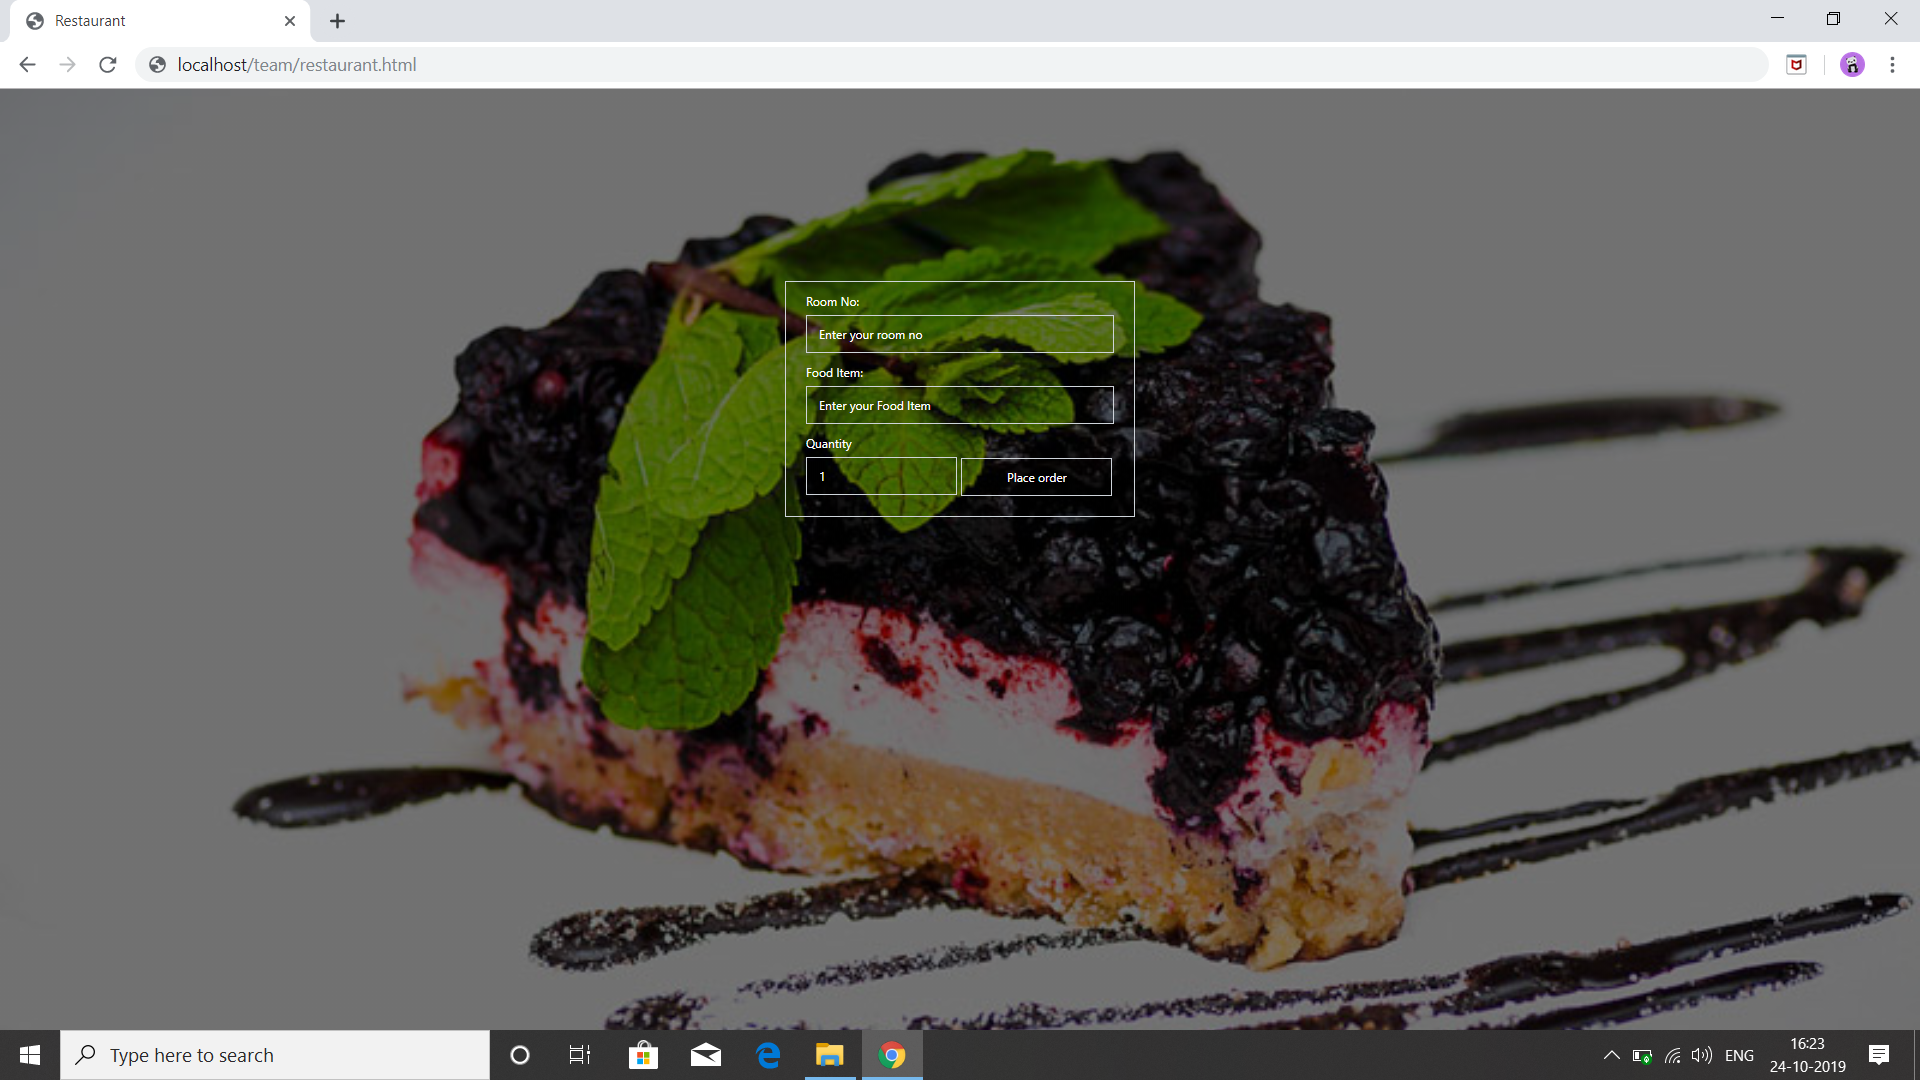 Restaurant
localhost/team/restaurant.html
Room No:
Enter your room no
Food Item:
Enter your Food Item
Quantity
1
Place order
Type here to search
ENG
16:23
24-10-2019